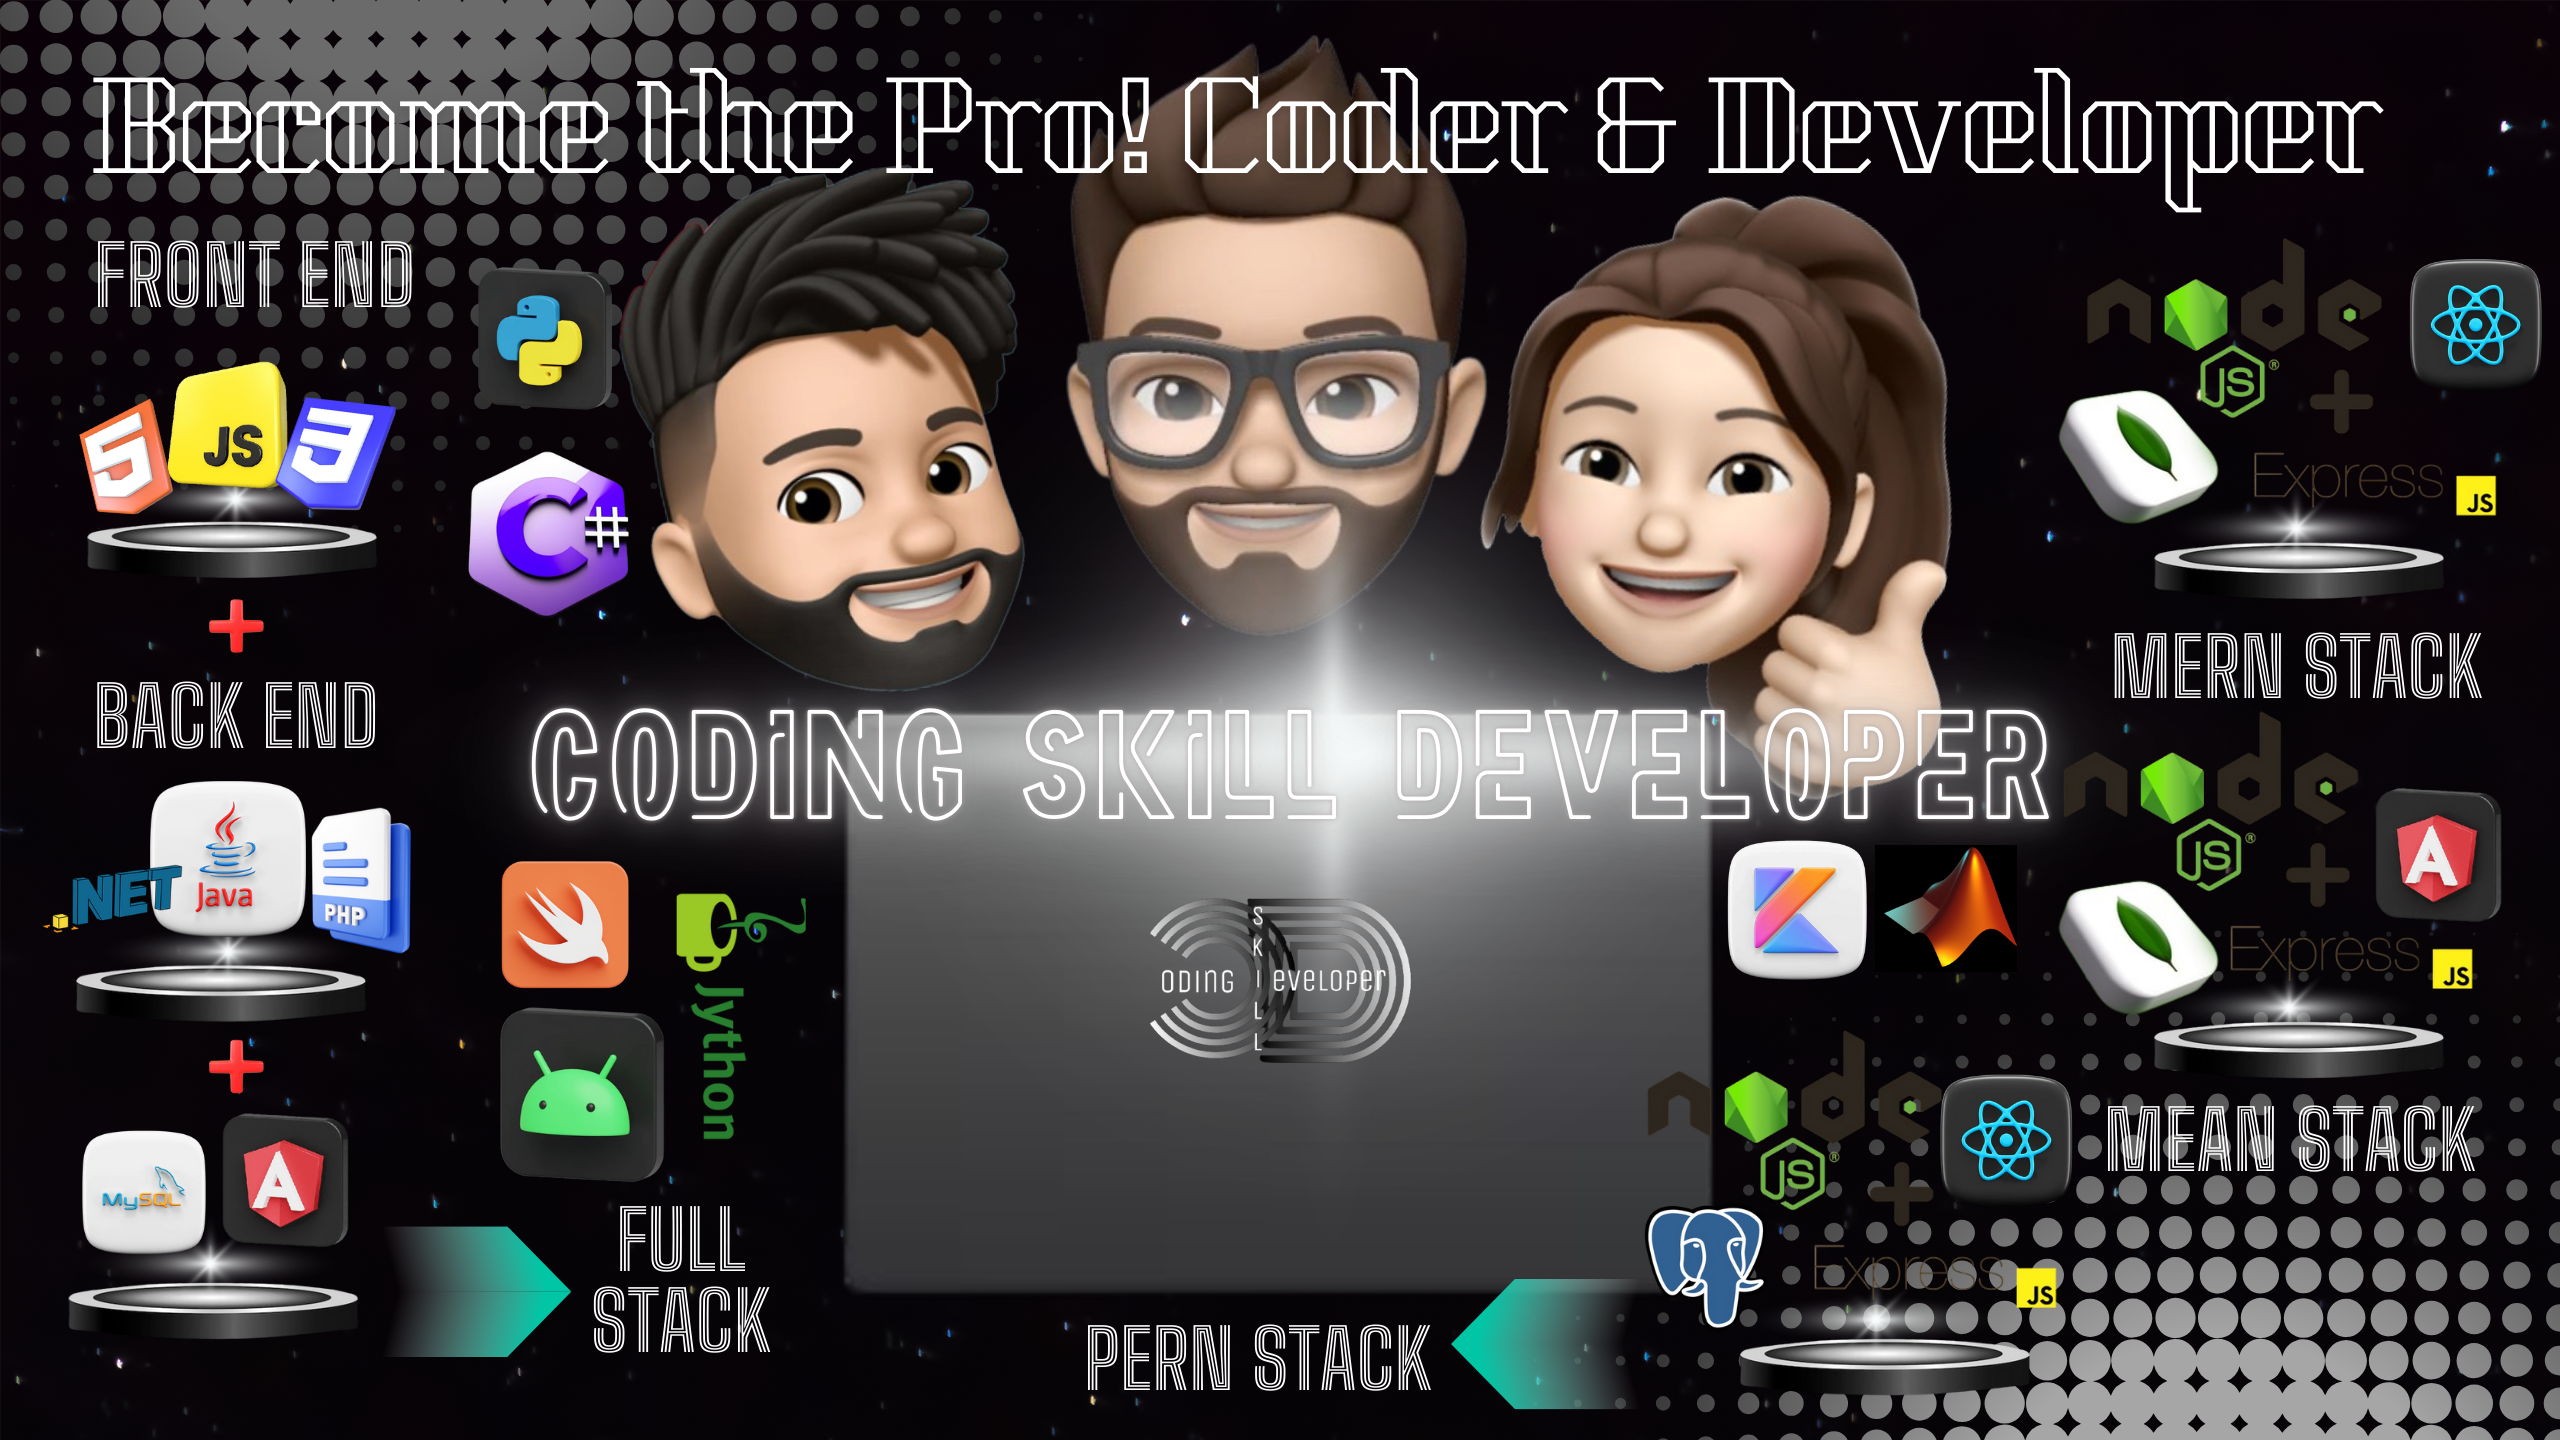 Become the Pro! Coder & Developer
FRONT END
5
JS
3
C#
BACK END
.NET
Java
PHP
MySQL
A
FULL
STACK
Jython
CODING SKILL DEVELOPER
SKILL
ODING
EVELOPER
PERN STACK
node
JS
®
+
Express
JS
MERN STACK
node
JS
®
+
A
Express
JS
MEAN STACK
node
JS
®
+
Express
JS